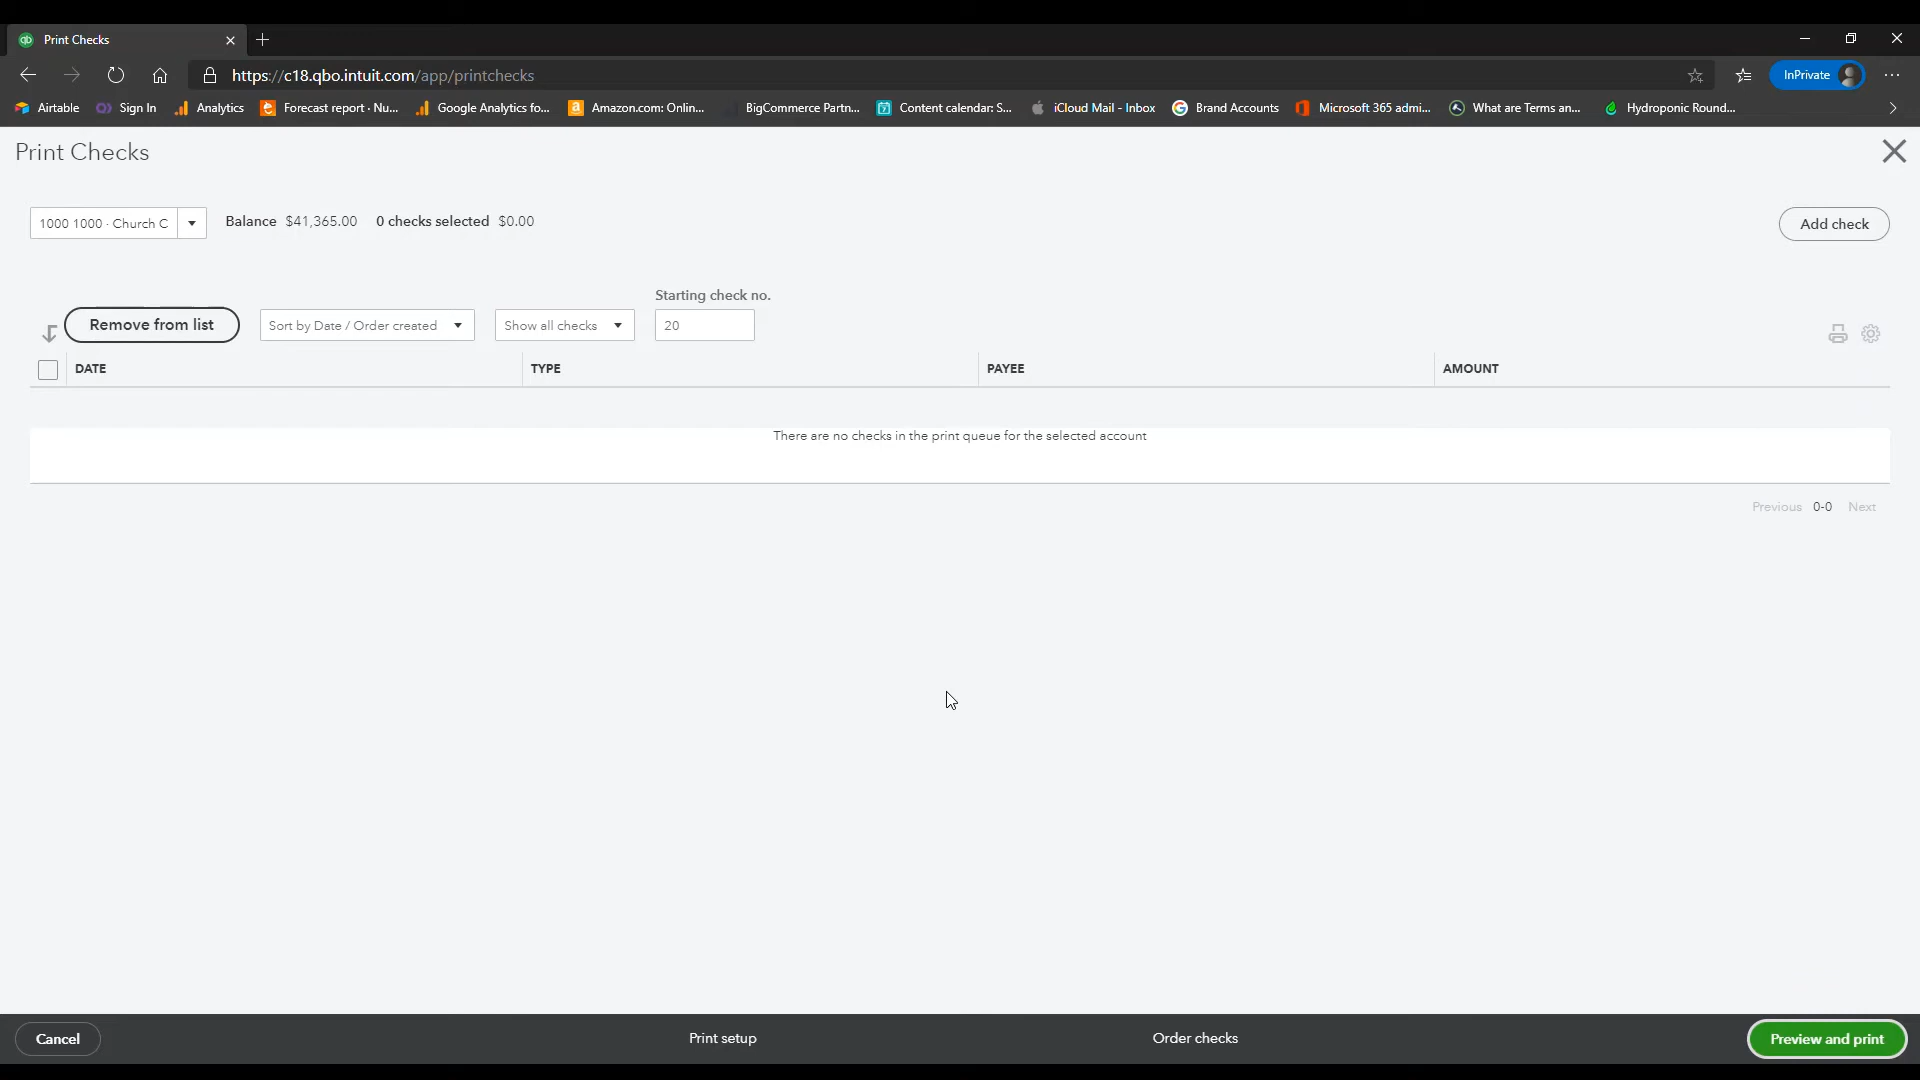 qb Print Checks
https://c18.qbo.intuit.com/app/printchecks
InPrivate
Airtable Sign In Analytics Forecast report · Nu... Google Analytics fo... Amazon.com: Onlin... BigCommerce Partn... Content calendar: S... iCloud Mail - Inbox Brand Accounts Microsoft 365 admi... What are Terms an... Hydroponic Round...
Print Checks
1000 1000 · Church C Balance $41,365.00 0 checks selected $0.00 Add check
Starting check no.
Remove from list Sort by Date / Order created Show all checks 20
DATE TYPE PAYEE AMOUNT
There are no checks in the print queue for the selected account
Previous 0-0 Next
Cancel Print setup Order checks Preview and print